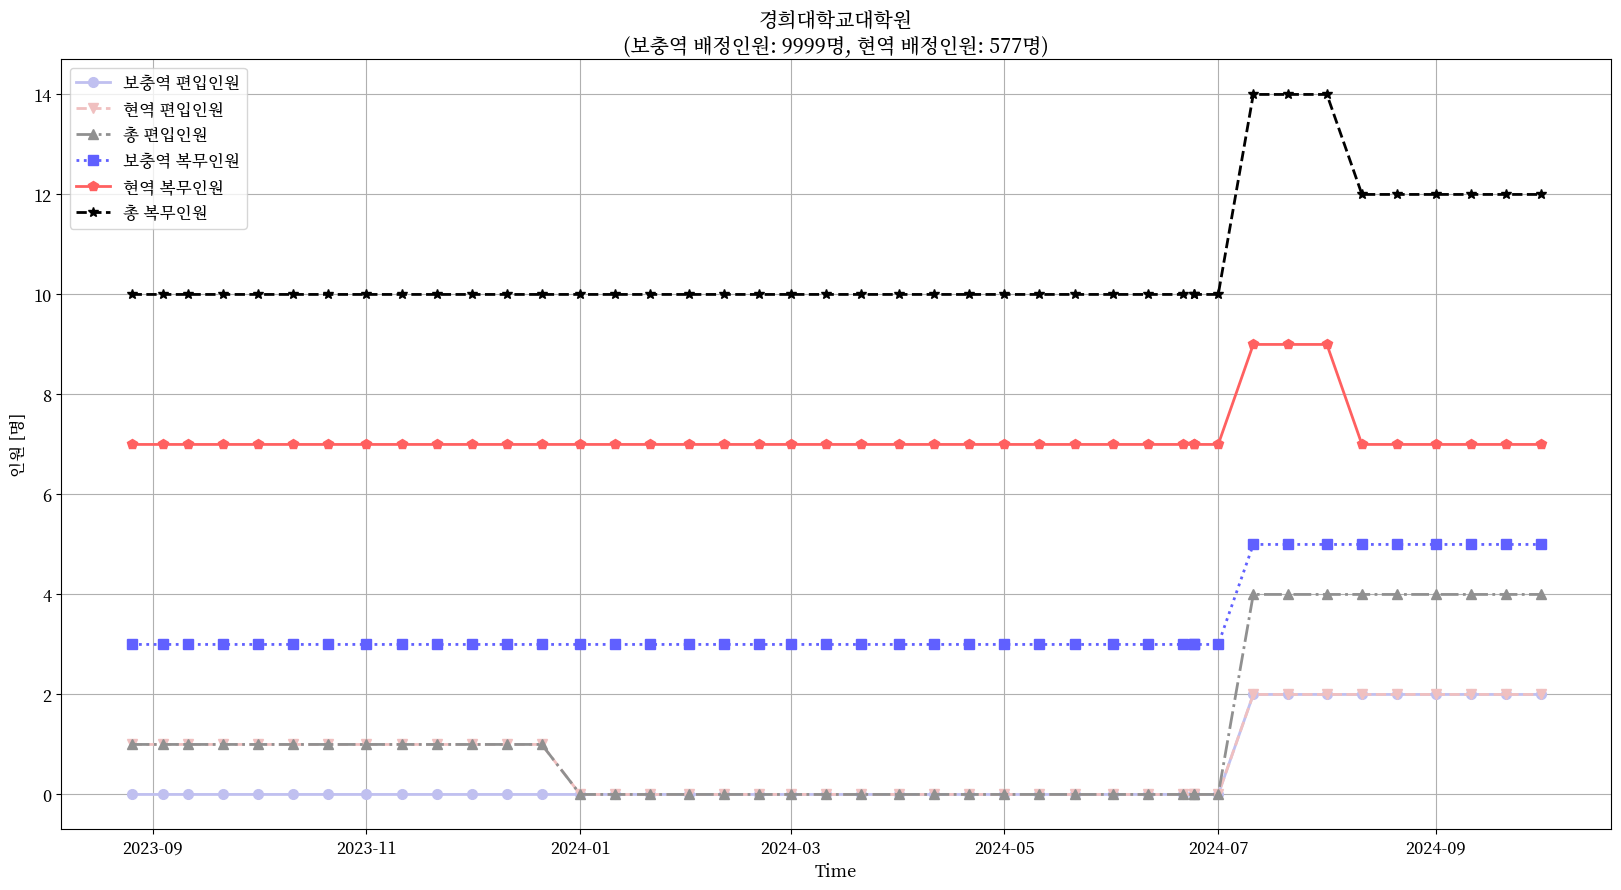 경희대학교대학원
(보충역 배정인원: 9999명, 현역 배정인원: 577명)
보충역 편입인원
현역 편입인원
총 편입인원
보충역 복무인원
현역 복무인원
총 복무인원
14
12
10
8
6
4
2
0
인원 [명]
2023-09
2023-11
2024-01
2024-03
2024-05
2024-07
2024-09
Time